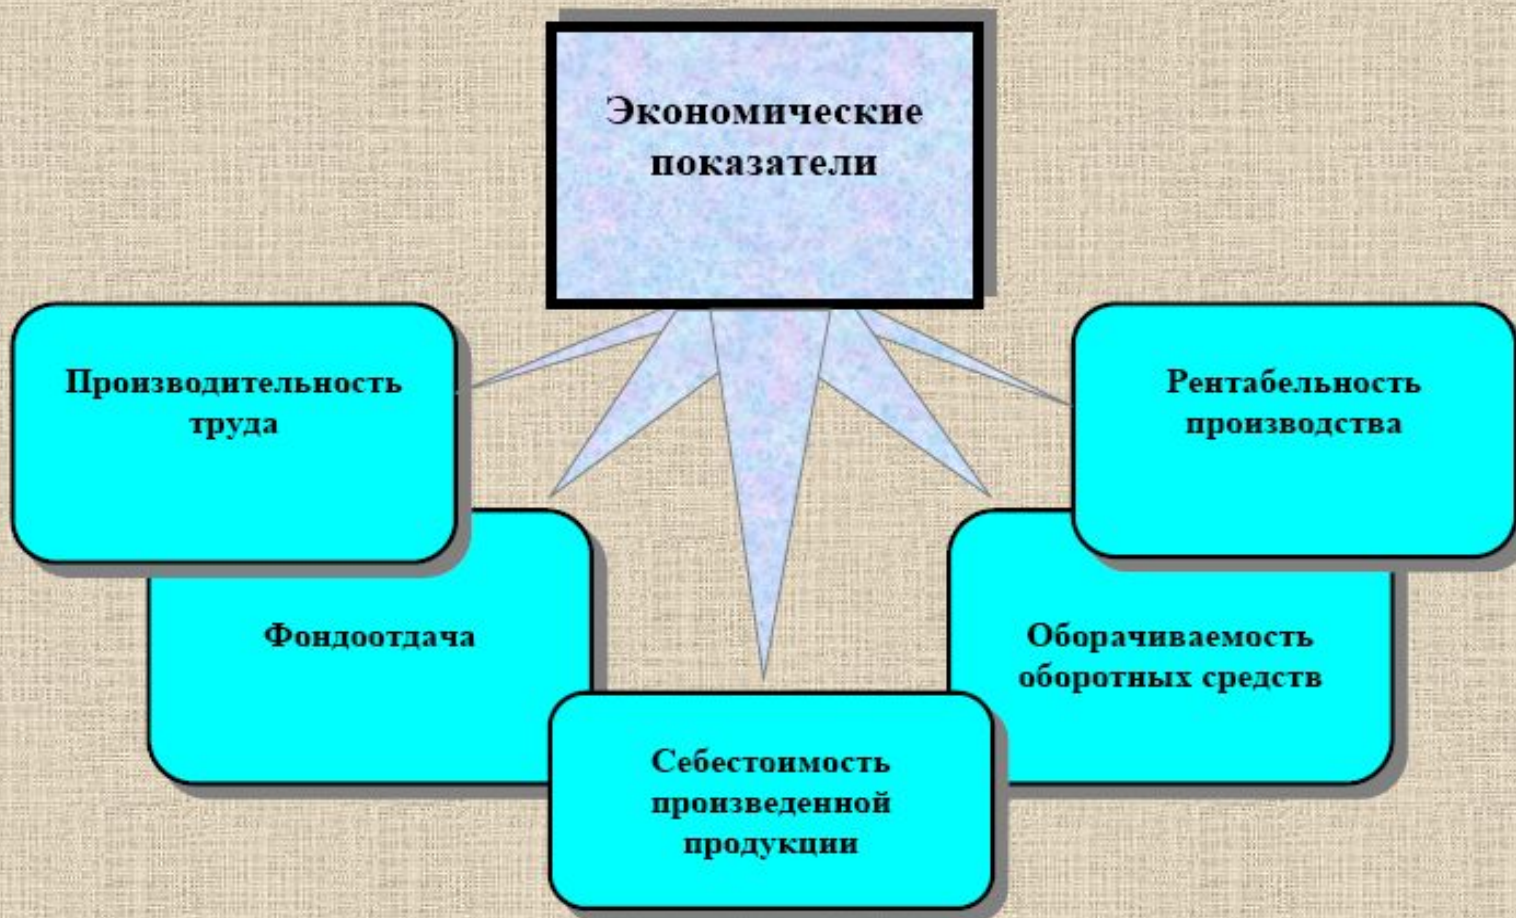 Экономические
показатели
Производительность
труда
Рентабельность
производства
Фондоотдача
Оборачиваемость
оборотных средств
Себестоимость
произведенной
продукции